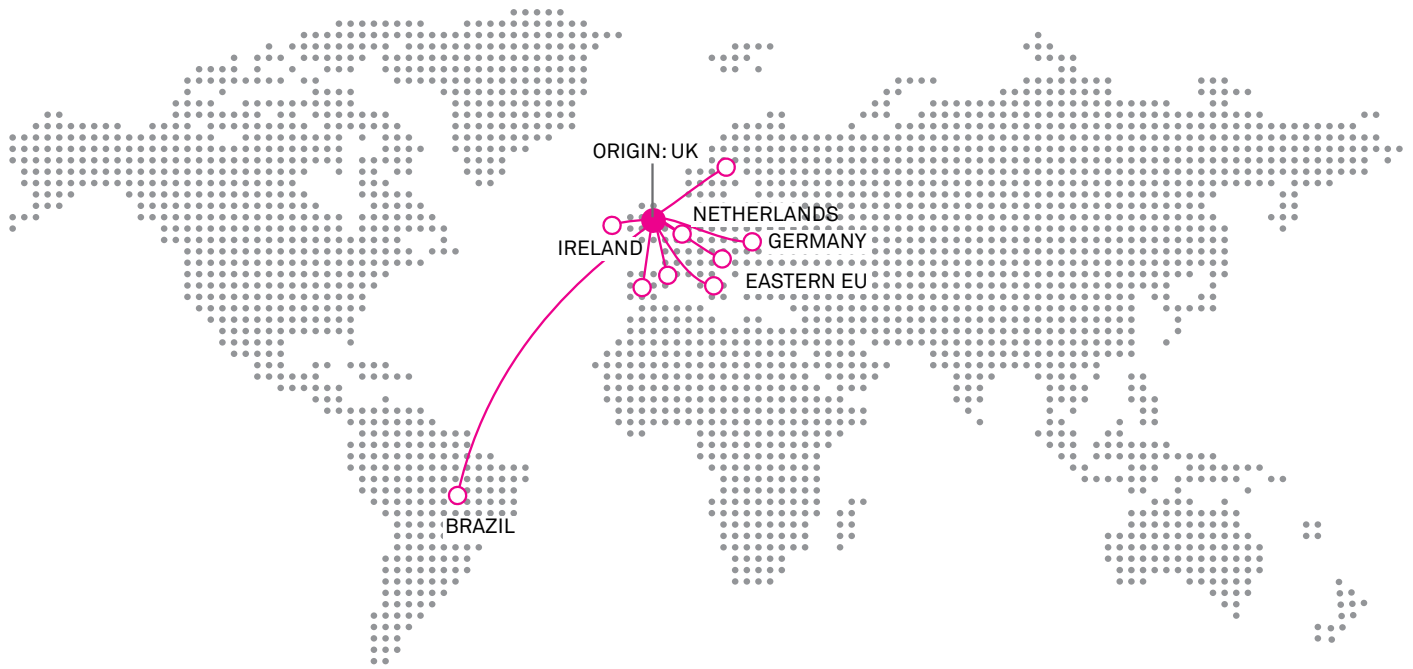 ORIGIN: UK
NETHERLANDS
GERMANY
IRELAND
EASTERN EU
BRAZIL